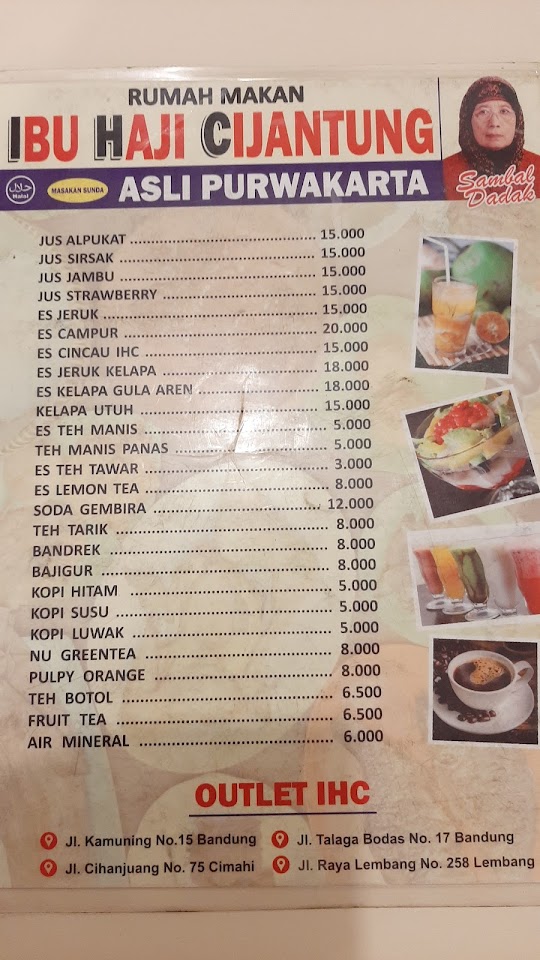 RUMAH MAKAN
IBU HAJI CIJANTUNG
حلال
Halal
MASAKAN SUNDA
ASLI PURWAKARTA
Sambal
Dadak
JUS ALPUKAT ........ 15.000
JUS SIRSAK ........ 15.000
JUS JAMBU ........ 15.000
JUS STRAWBERRY ........ 15.000
ES JERUK ........ 15.000
ES CAMPUR ........ 20.000
ES CINCAU IHC ........ 15.000
ES JERUK KELAPA ........ 18.000
ES KELAPA GULA AREN ........ 18.000
KELAPA UTUH ........ 15.000
ES TEH MANIS ........ 5.000
TEH MANIS PANAS ........ 5.000
ES TEH TAWAR ........ 3.000
ES LEMON TEA ........ 8.000
SODA GEMBIRA ........ 12.000
TEH TARIK ........ 8.000
BANDREK ........ 8.000
BAJIGUR ........ 8.000
KOPI HITAM ........ 5.000
KOPI SUSU ........ 5.000
KOPI LUWAK ........ 5.000
NU GREENTEA ........ 8.000
PULPY ORANGE ........ 8.000
TEH BOTOL ........ 6.500
FRUIT TEA ........ 6.500
AIR MINERAL ........ 6.000
OUTLET IHC
Jl. Kamuning No.15 Bandung
Jl. Talaga Bodas No. 17 Bandung
Jl. Cihanjuang No. 75 Cimahi
Jl. Raya Lembang No. 258 Lembang